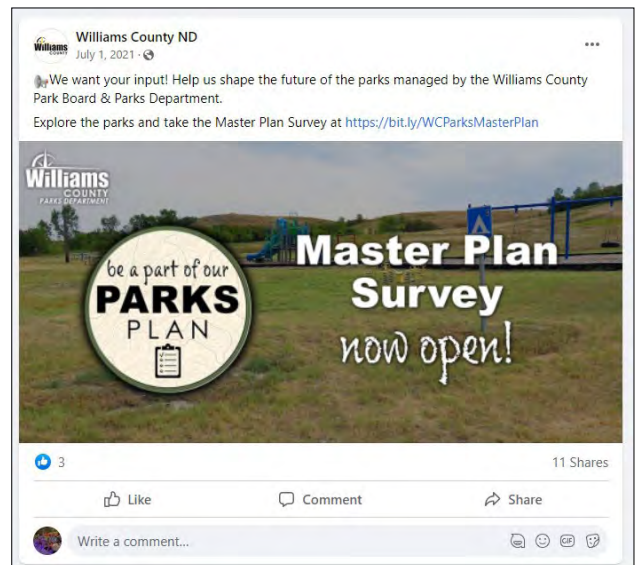 Williams
COUNTY
Williams County ND
July 1, 2021 ·
We want your input! Help us shape the future of the parks managed by the Williams County
Park Board & Parks Department.
Explore the parks and take the Master Plan Survey at https://bit.ly/WCParksMasterPlan
Williams
COUNTY
PARKS DEPARTMENT
be a part of our
PARKS
PLAN
Master Plan
Survey
now open!
3
11 Shares
Like
Comment
Share
Write a comment...
GIF